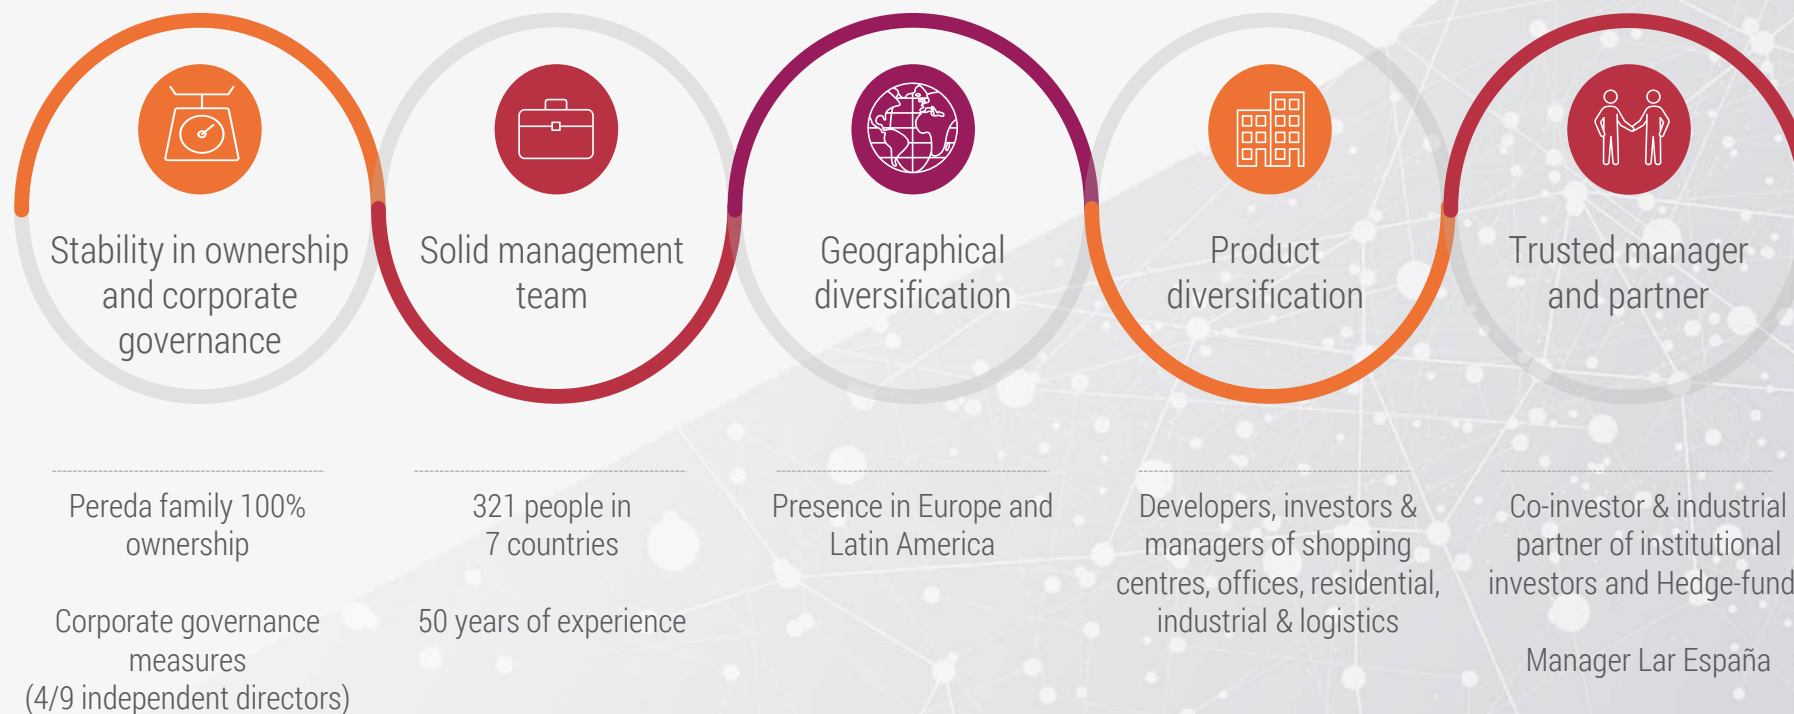 Stability in ownership
and corporate
governance
Solid management
team
Geographical
diversification
Product
diversification
Trusted manager
and partner
Pereda family 100%
ownership
Corporate governance
measures
(4/9 independent directors)
321 people in
7 countries
50 years of experience
Presence in Europe and
Latin America
Developers, investors &
managers of shopping
centres, offices, residential,
industrial & logistics
Co-investor & industrial
partner of institutional
investors and Hedge-fund
Manager Lar España